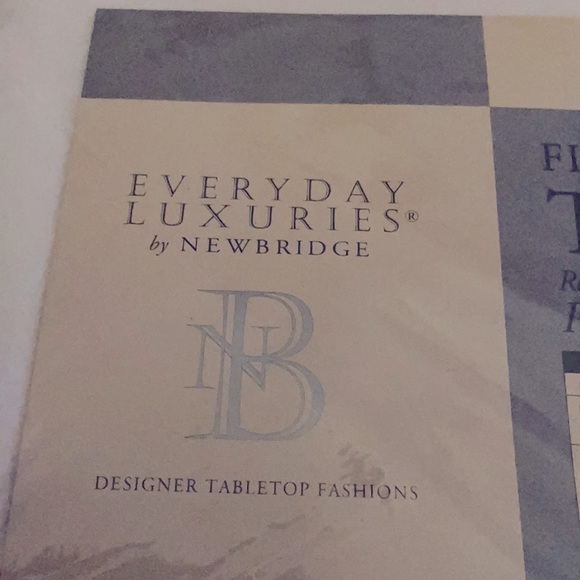 EVERYDAY
LUXURIES®
by NEWBRIDGE
NB
DESIGNER TABLETOP FASHIONS